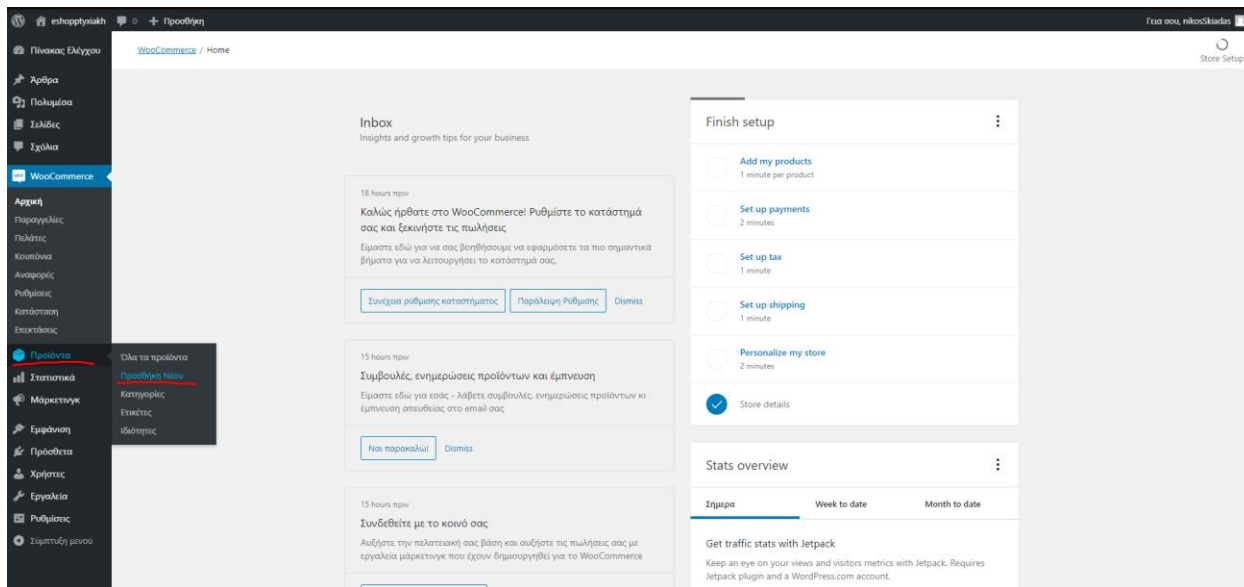 eshopptyxiakh 0 + Προσθήκη
Γεια σου, nikosSkiadas
Πίνακας Ελέγχου
Άρθρα
Πολυμέσα
Σελίδες
Σχόλια
WooCommerce
Αρχική
Παραγγελίες
Πελάτες
Κουπόνια
Αναφορές
Ρυθμίσεις
Κατάσταση
Επεκτάσεις
Προϊόντα
Στατιστικά
Μάρκετινγκ
Εμφάνιση
Πρόσθετα
Χρήστες
Εργαλεία
Ρυθμίσεις
Σύμπτυξη μενού
Όλα τα προϊόντα
Προσθήκη Νέου
Κατηγορίες
Ετικέτες
Ιδιότητες
WooCommerce / Home
Store Setup
Inbox
Insights and growth tips for your business
18 hours πριν
Καλώς ήρθατε στο WooCommerce! Ρυθμίστε το κατάστημά
σας και ξεκινήστε τις πωλήσεις
Είμαστε εδώ για να σας βοηθήσουμε να εφαρμόσετε τα πιο σημαντικά
βήματα για να λειτουργήσει το κατάστημά σας.
Συνέχεια ρύθμισης καταστήματος Παράλειψη Ρύθμισης Dismiss
15 hours πριν
Συμβουλές, ενημερώσεις προϊόντων και έμπνευση
Είμαστε εδώ για εσάς - λάβετε συμβουλές, ενημερώσεις προϊόντων κι
έμπνευση απευθείας στο email σας
Ναι παρακαλώ! Dismiss
15 hours πριν
Συνδεθείτε με το κοινό σας
Αυξήστε την πελατειακή σας βάση και αυξήστε τις πωλήσεις σας με
εργαλεία μάρκετινγκ που έχουν δημιουργηθεί για το WooCommerce
Finish setup
Add my products
1 minute per product
Set up payments
2 minutes
Set up tax
1 minute
Set up shipping
1 minute
Personalize my store
2 minutes
Store details
Stats overview
Σήμερα Week to date Month to date
Get traffic stats with Jetpack
Keep an eye on your views and visitors metrics with Jetpack. Requires
Jetpack plugin and a WordPress.com account.